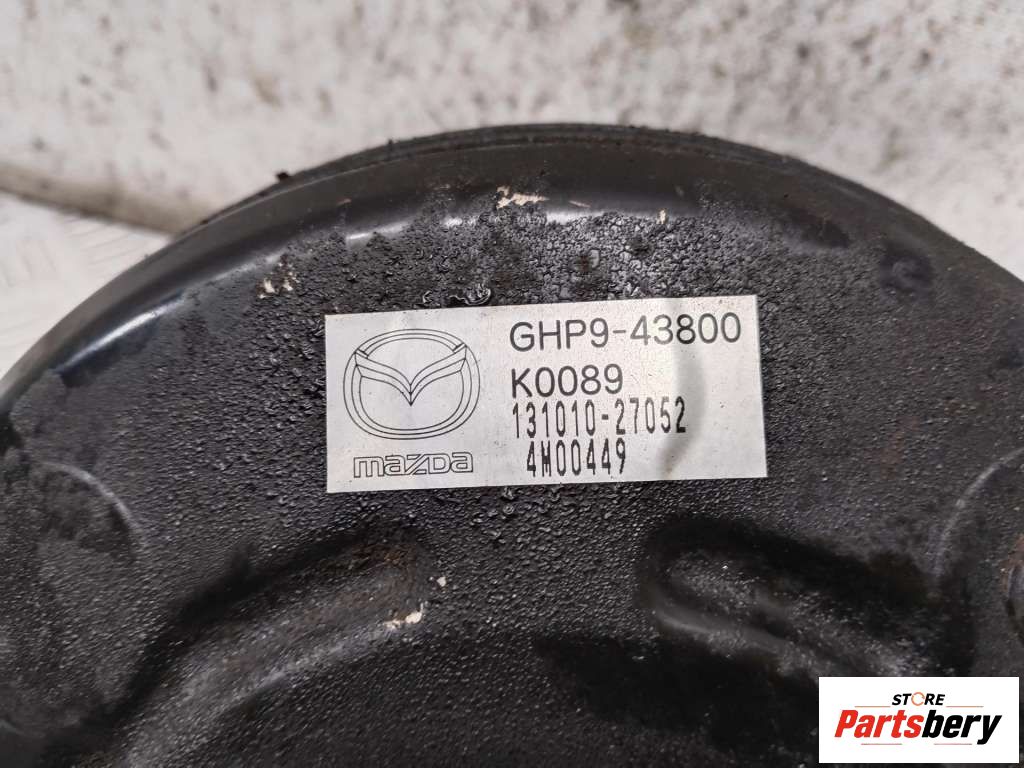 GHP9-43800
K0089
131010-27052
4M00449
mazda
STORE
Partsbery